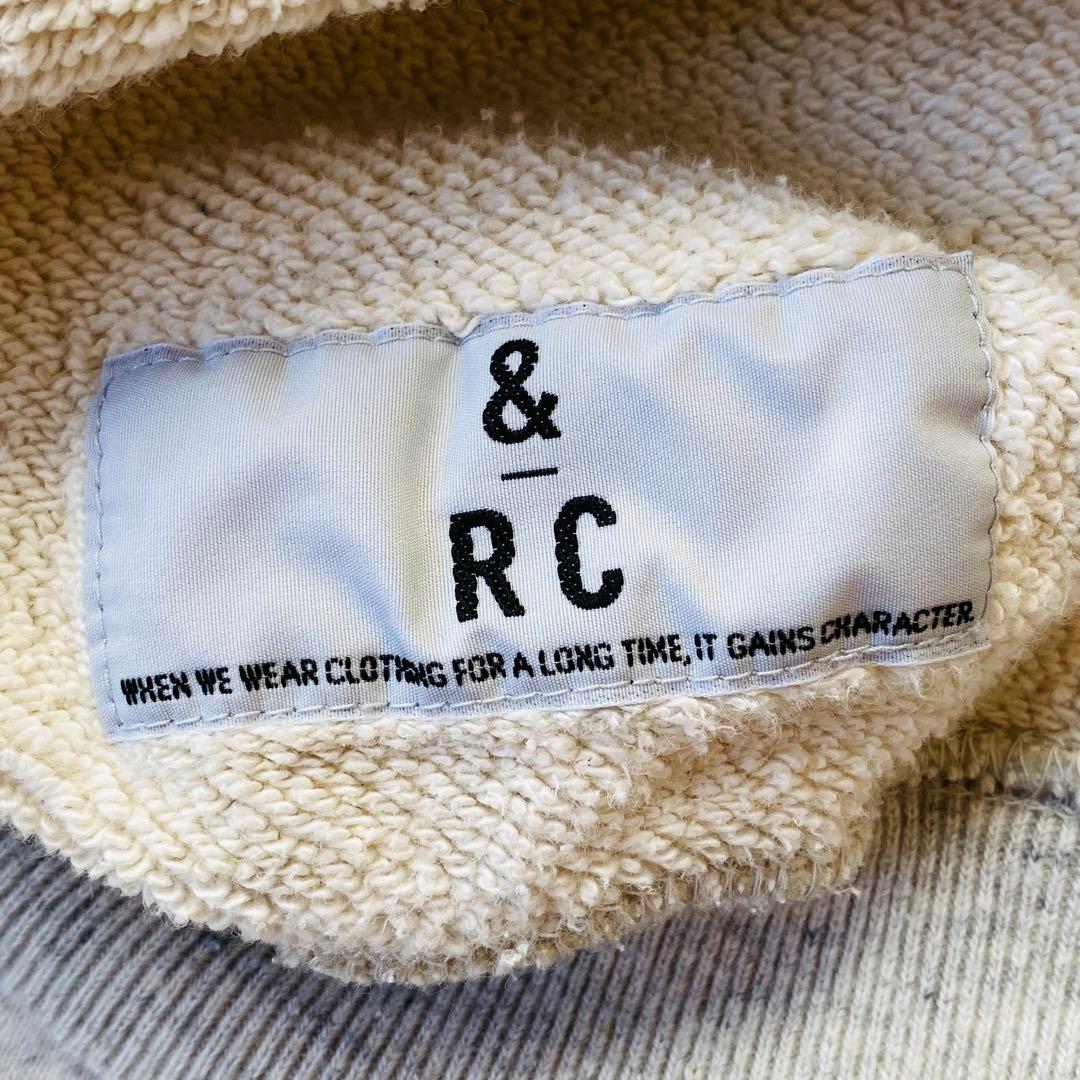 &
R C
WHEN WE WEAR CLOTHING FOR A LONG TIME, IT GAINS CHARACTER.